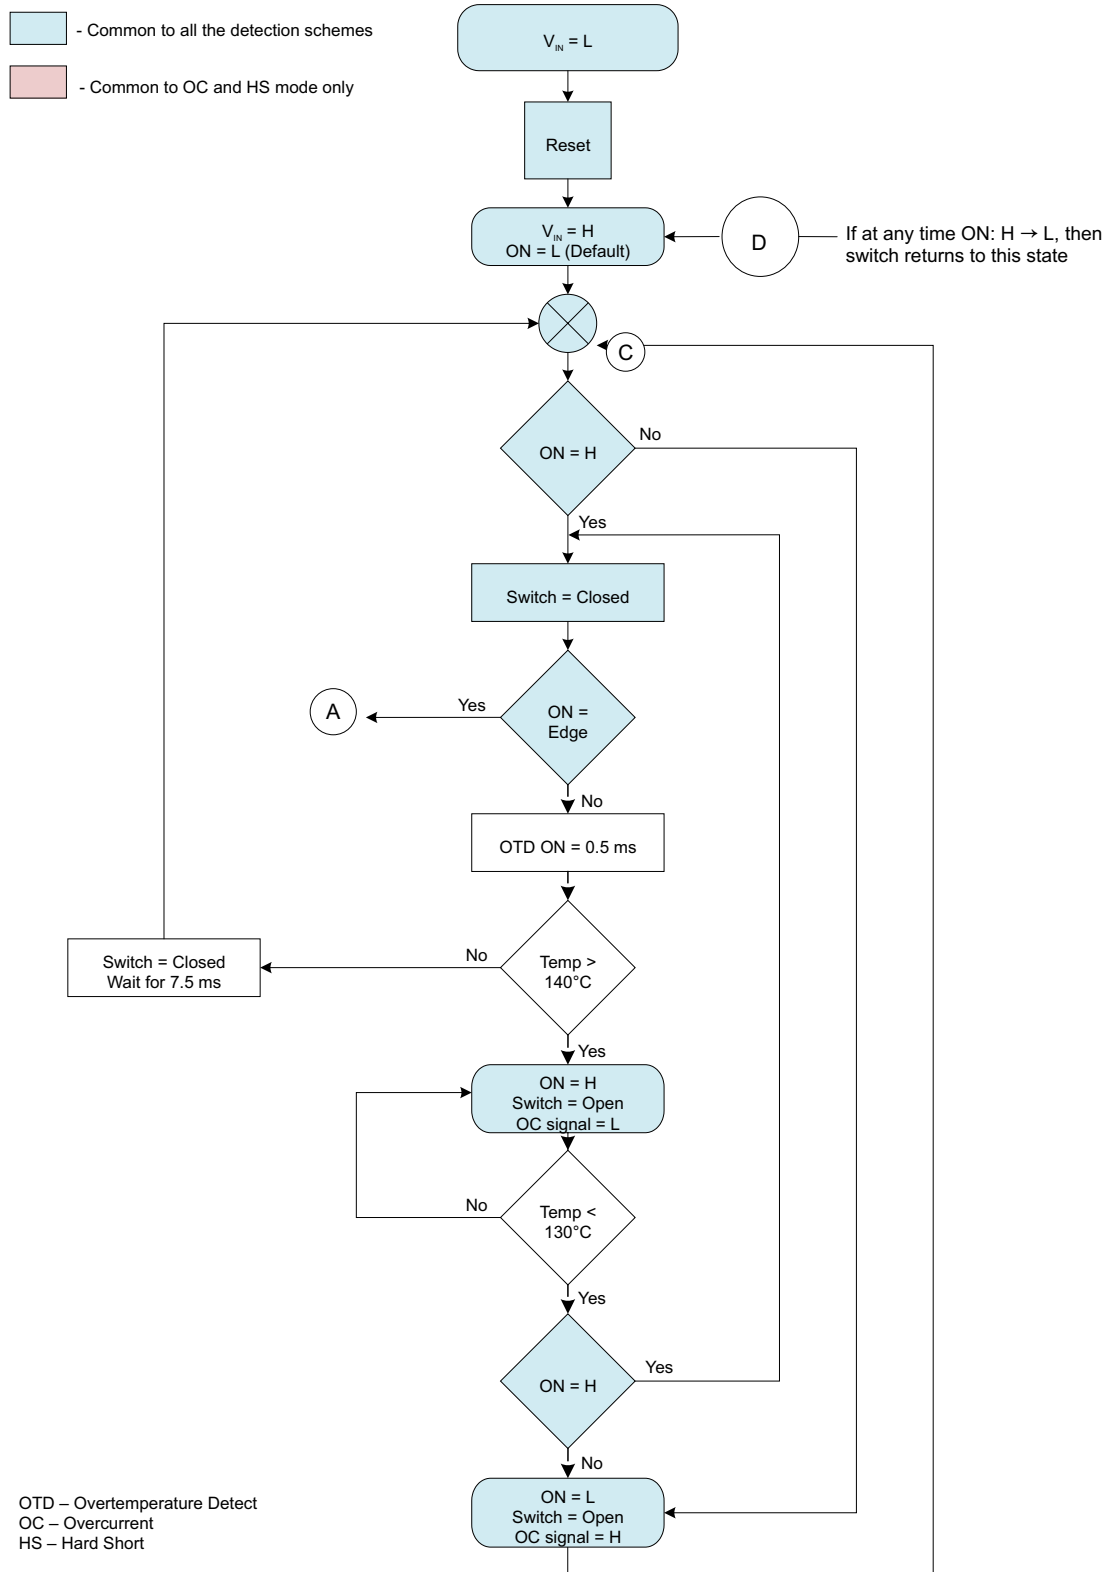 - Common to all the detection schemes
- Common to OC and HS mode only
VIN = L
Reset
VIN = H
ON = L (Default)
D
If at any time ON: H → L, then
switch returns to this state
C
ON = H
No
Yes
Switch = Closed
A
Yes
ON =
Edge
No
OTD ON = 0.5 ms
Switch = Closed
Wait for 7.5 ms
No
Temp >
140°C
Yes
ON = H
Switch = Open
OC signal = L
No
Temp <
130°C
Yes
ON = H
Yes
No
ON = L
Switch = Open
OC signal = H
OTD – Overtemperature Detect
OC – Overcurrent
HS – Hard Short